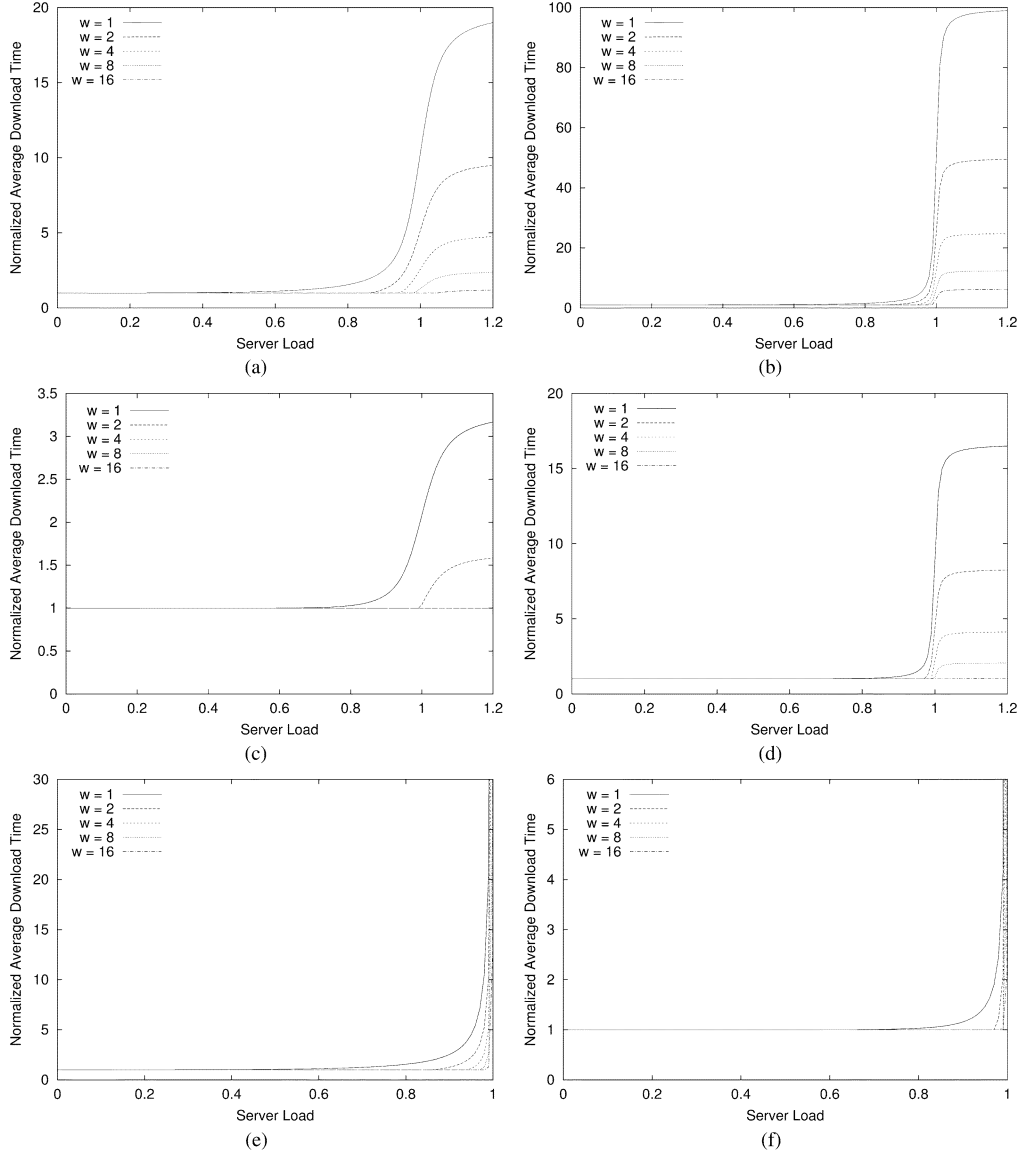 20
15
10
5
0
Normalized Average Download Time
w = 1
w = 2
w = 4
w = 8
w = 16
0 0.2 0.4 0.6 0.8 1 1.2
Server Load
(a)
100
80
60
40
20
0
Normalized Average Download Time
w = 1
w = 2
w = 4
w = 8
w = 16
0 0.2 0.4 0.6 0.8 1 1.2
Server Load
(b)
3.5
3
2.5
2
1.5
1
0.5
0
Normalized Average Download Time
w = 1
w = 2
w = 4
w = 8
w = 16
0 0.2 0.4 0.6 0.8 1 1.2
Server Load
(c)
20
15
10
5
0
Normalized Average Download Time
w = 1
w = 2
w = 4
w = 8
w = 16
0 0.2 0.4 0.6 0.8 1 1.2
Server Load
(d)
30
25
20
15
10
5
0
Normalized Average Download Time
w = 1
w = 2
w = 4
w = 8
w = 16
0 0.2 0.4 0.6 0.8 1
Server Load
(e)
6
5
4
3
2
1
0
Normalized Average Download Time
w = 1
w = 2
w = 4
w = 8
w = 16
0 0.2 0.4 0.6 0.8 1
Server Load
(f)